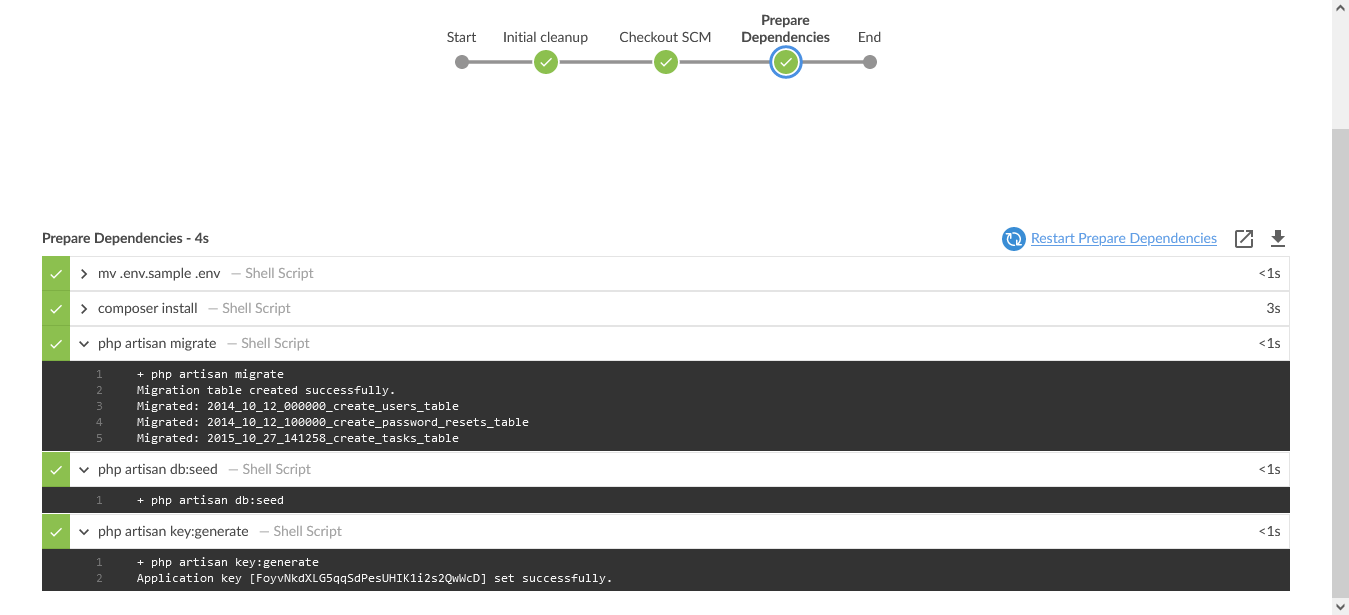 Start Initial cleanup Checkout SCM Prepare Dependencies End
Prepare Dependencies - 4s Restart Prepare Dependencies
mv .env.sample .env — Shell Script <1s
composer install — Shell Script 3s
php artisan migrate — Shell Script <1s
1 + php artisan migrate
2 Migration table created successfully.
3 Migrated: 2014_10_12_000000_create_users_table
4 Migrated: 2014_10_12_100000_create_password_resets_table
5 Migrated: 2015_10_27_141258_create_tasks_table
php artisan db:seed — Shell Script <1s
1 + php artisan db:seed
php artisan key:generate — Shell Script <1s
1 + php artisan key:generate
2 Application key [FoyvNkdXLG5qqSdPesUHIK1i2s2QwWcD] set successfully.